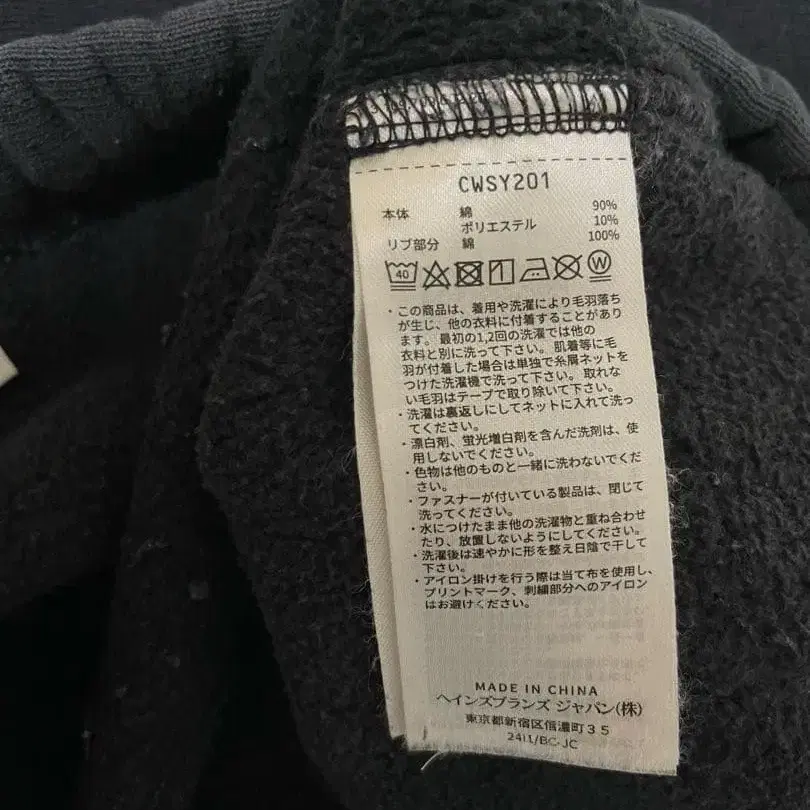 CWSY201
本体 綿 90%
ポリエステル 10%
リブ部分 綿 100%
40 W
・この商品は、着用や洗濯により毛羽落ち
が生じ、他の衣料に付着することがあり
ます。最初の1,2回の洗濯では他の
衣料と別に洗って下さい。肌着等に毛
羽が付着した場合は単独で糸屑ネットを
つけた洗濯機で洗って下さい。取れな
い毛羽はテープで取り除いて下さい。
・洗濯は裏返しにしてネットに入れて洗っ
てください。
・漂白剤、蛍光増白剤を含んだ洗剤は、使
用しないでください。
・色物は他のものと一緒に洗わないでくだ
さい。
・ファスナーが付いている製品は、閉じて
洗ってください。
・水につけたまま他の洗濯物と重ね合わせ
たり、放置しないようにしてください。
・洗濯後は速やかに形を整え日陰で干して
下さい。
・アイロン掛けを行う際は当て布を使用し、
プリントマーク、刺繍部分へのアイロン
はお避けください。
MADE IN CHINA
ヘインズブランズ ジャパン(株)
東京都新宿区信濃町35